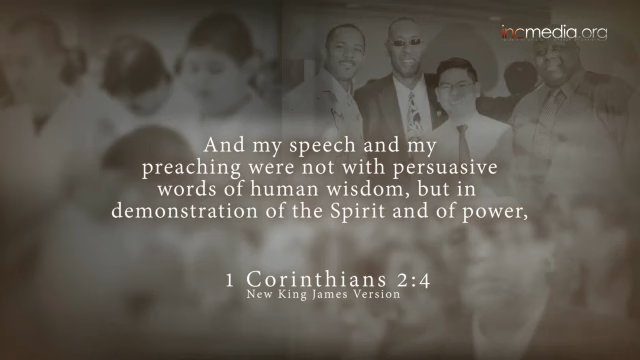 incmedia.org
And my speech and my
preaching were not with persuasive
words of human wisdom, but in
demonstration of the Spirit and of power,
1 Corinthians 2:4
New King James Version